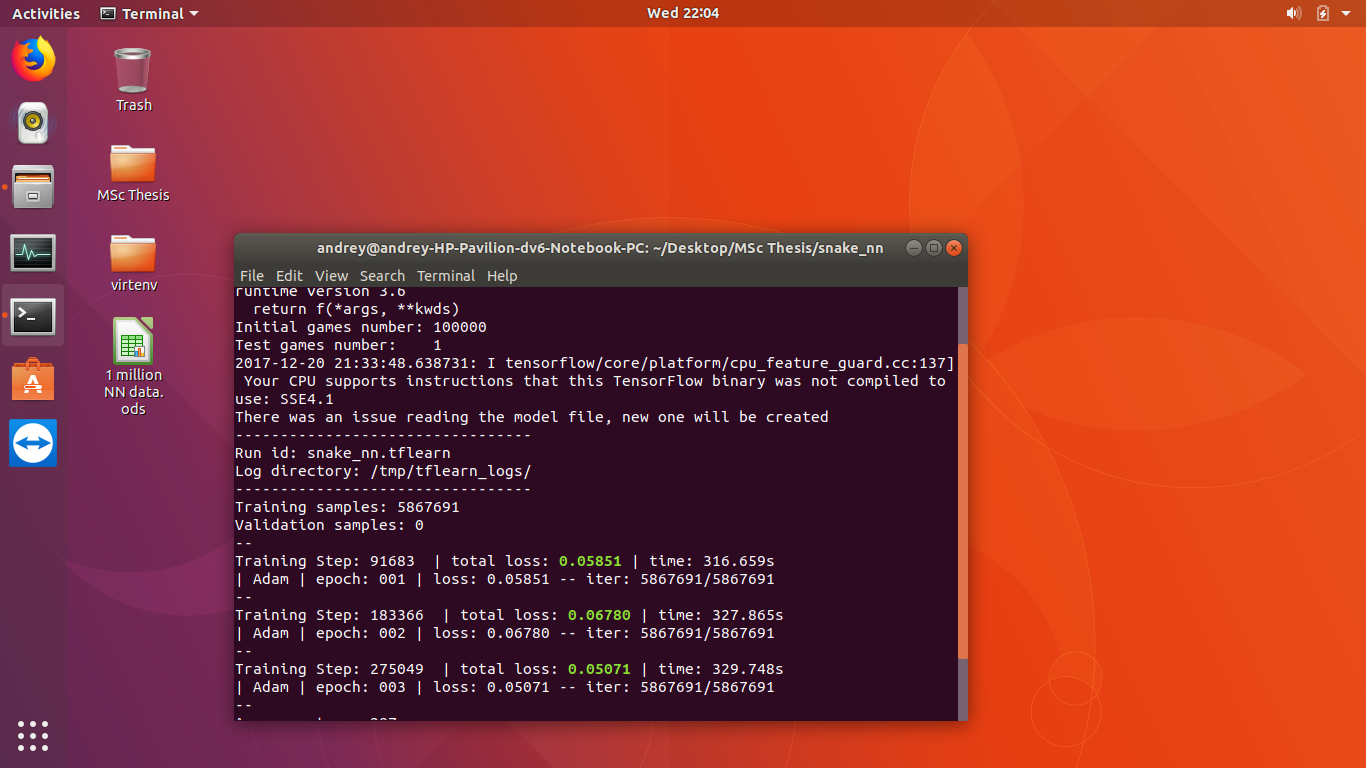 Activities Terminal Wed 22:04
Trash
MSc Thesis
virtenv
1 million
NN data.
ods
andrey@andrey-HP-Pavilion-dv6-Notebook-PC: ~/Desktop/MSc Thesis/snake_nn
File Edit View Search Terminal Help
runtime version 3.6
  return f(*args, **kwds)
Initial games number: 100000
Test games number:    1
2017-12-20 21:33:48.638731: I tensorflow/core/platform/cpu_feature_guard.cc:137]
 Your CPU supports instructions that this TensorFlow binary was not compiled to
use: SSE4.1
There was an issue reading the model file, new one will be created
---------------------------------
Run id: snake_nn.tflearn
Log directory: /tmp/tflearn_logs/
---------------------------------
Training samples: 5867691
Validation samples: 0
--
Training Step: 91683  | total loss: 0.05851 | time: 316.659s
| Adam | epoch: 001 | loss: 0.05851 -- iter: 5867691/5867691
--
Training Step: 183366  | total loss: 0.06780 | time: 327.865s
| Adam | epoch: 002 | loss: 0.06780 -- iter: 5867691/5867691
--
Training Step: 275049  | total loss: 0.05071 | time: 329.748s
| Adam | epoch: 003 | loss: 0.05071 -- iter: 5867691/5867691
--